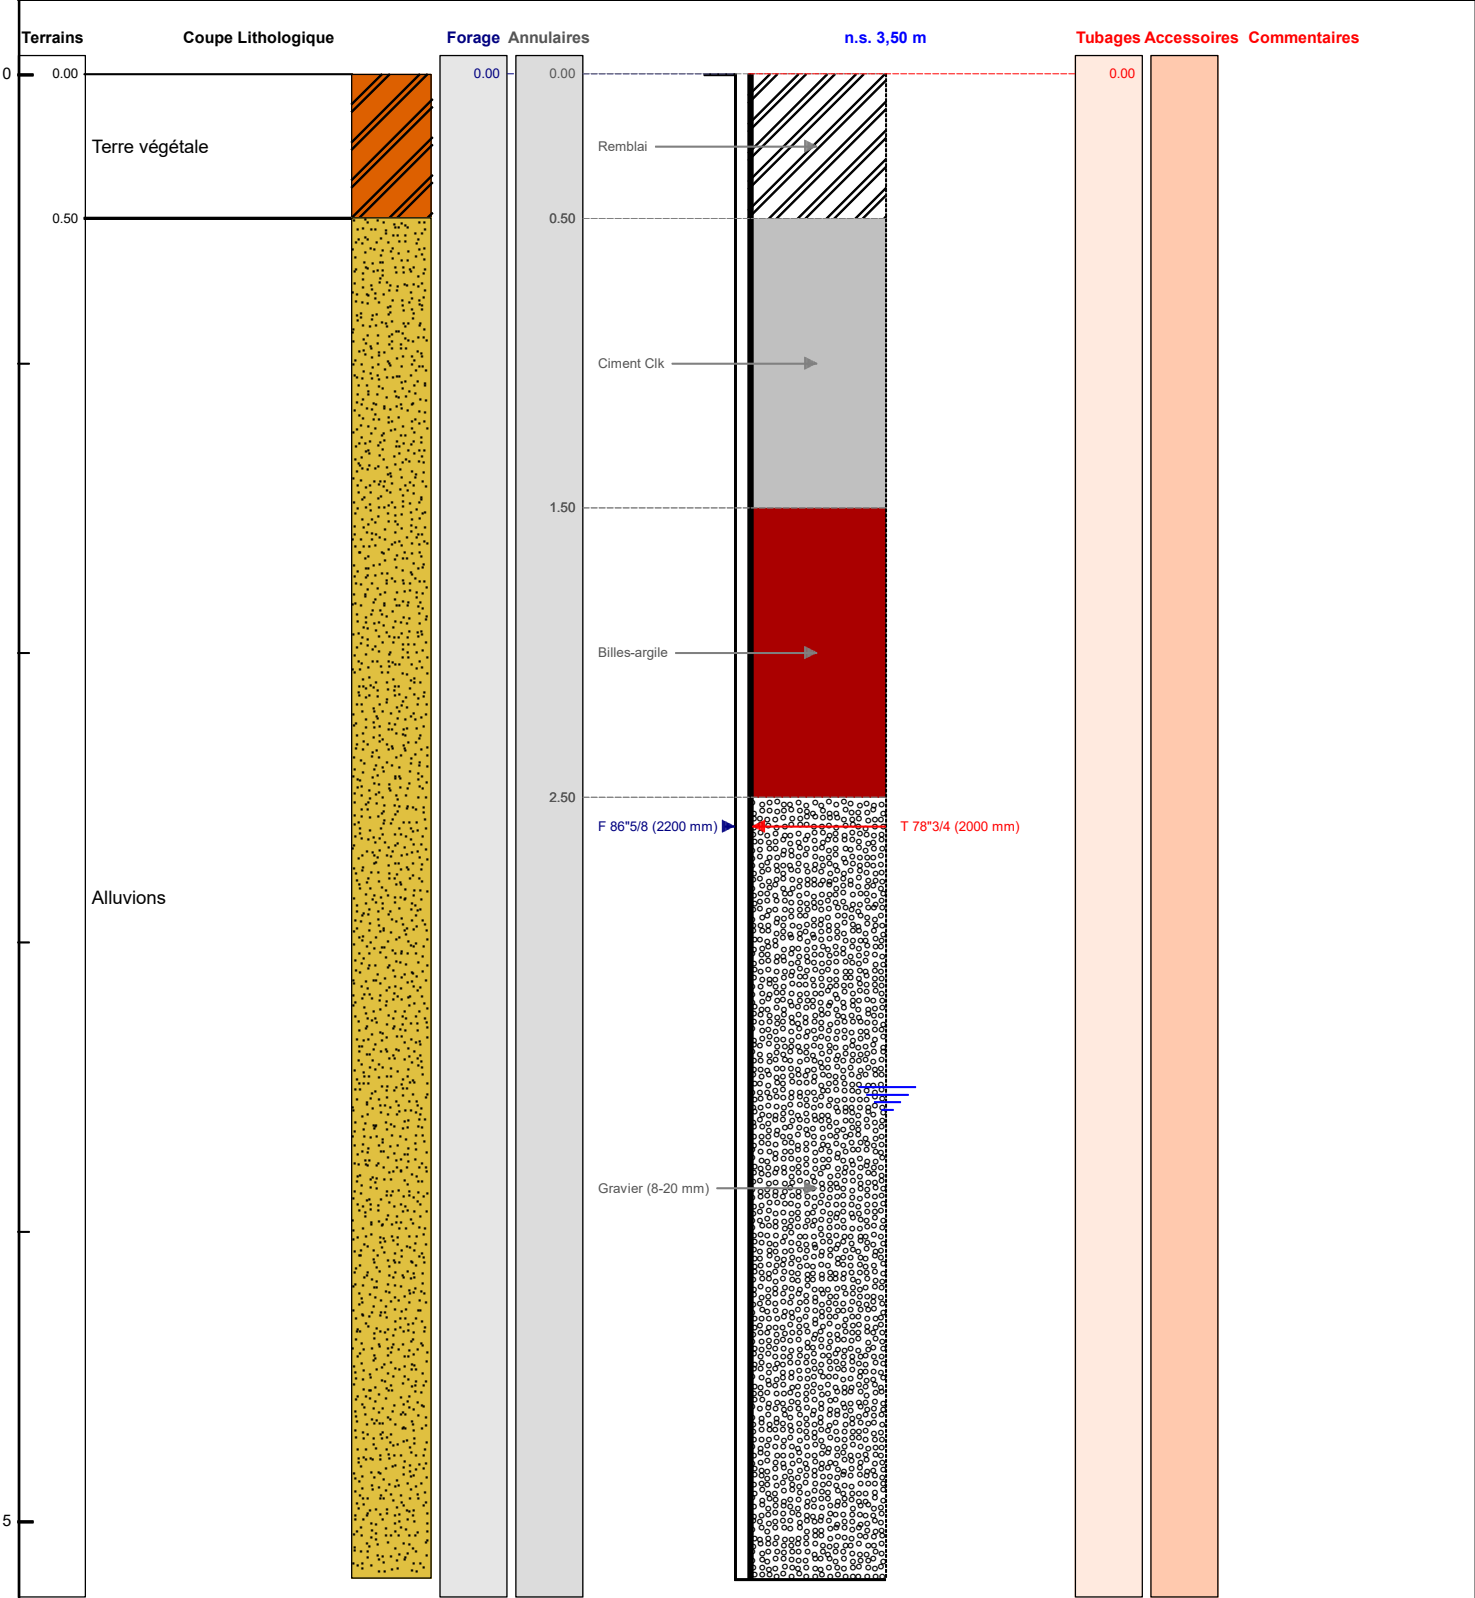 Terrains Coupe Lithologique Forage Annulaires n.s. 3,50 m Tubages Accessoires Commentaires
0 0.00 0.00 0.00 0.00
Terre végétale Remblai
0.50 0.50
Ciment Clk
1.50
Billes-argile
2.50
F 86"5/8 (2200 mm) T 78"3/4 (2000 mm)
Alluvions
Gravier (8-20 mm)
5